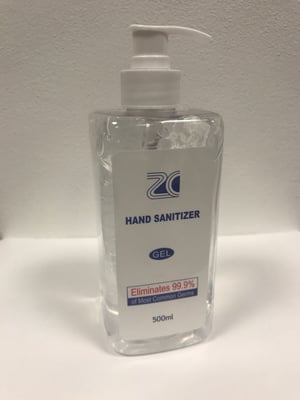 ZC
HAND SANITIZER
GEL
Eliminates 99.9%
of Most Common Germs
500ml